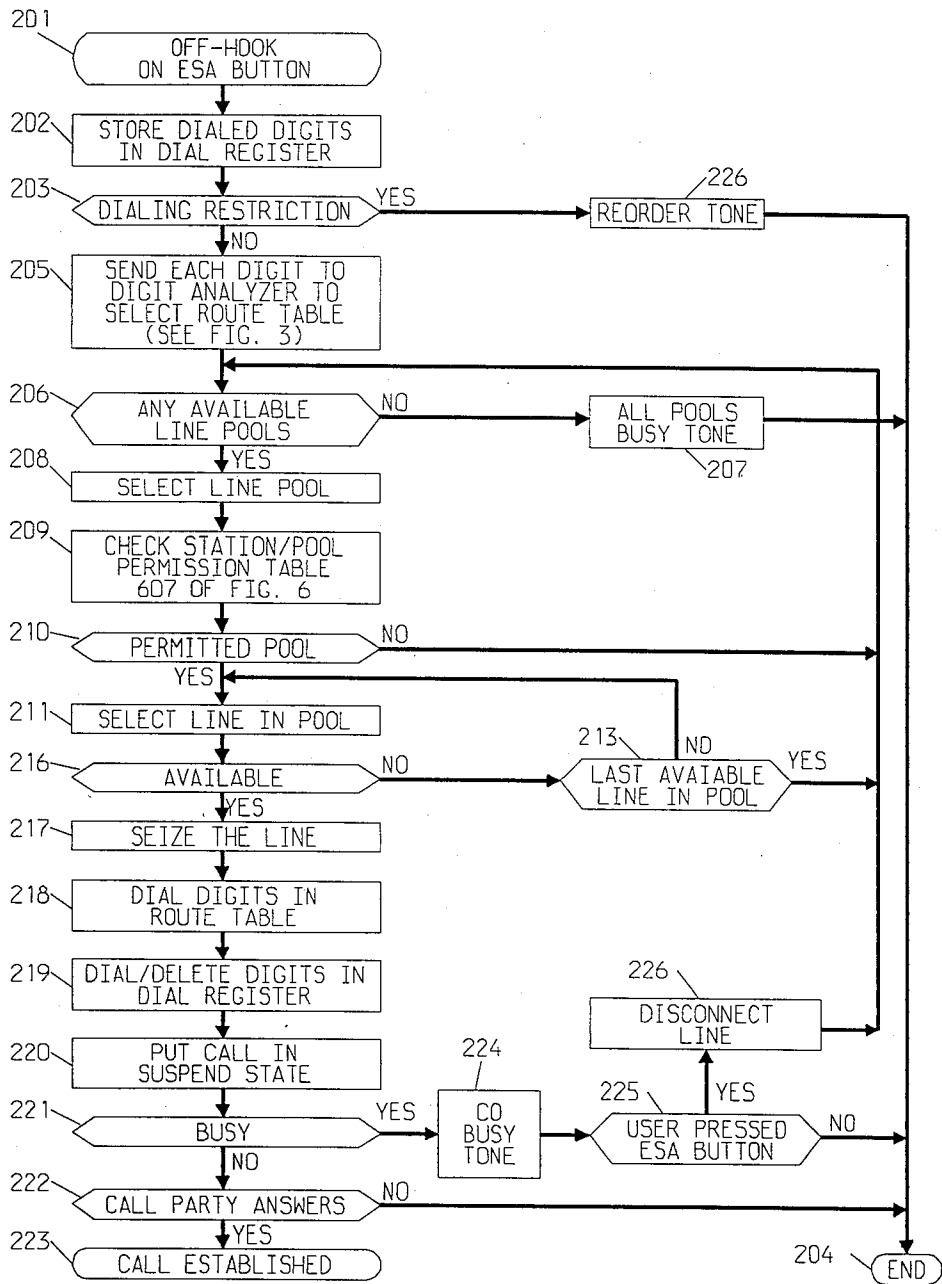 201
OFF-HOOK
ON ESA BUTTON
202
STORE DIALED DIGITS
IN DIAL REGISTER
203
DIALING RESTRICTION
YES
226
REORDER TONE
NO
205
SEND EACH DIGIT TO
DIGIT ANALYZER TO
SELECT ROUTE TABLE
(SEE FIG. 3)
206
ANY AVAILABLE
LINE POOLS
NO
ALL POOLS
BUSY TONE
207
YES
208
SELECT LINE POOL
209
CHECK STATION/POOL
PERMISSION TABLE
607 OF FIG. 6
210
PERMITTED POOL
NO
YES
211
SELECT LINE IN POOL
213
NO
216
AVAILABLE
NO
LAST AVAIABLE
LINE IN POOL
YES
YES
217
SEIZE THE LINE
218
DIAL DIGITS IN
ROUTE TABLE
219
DIAL/DELETE DIGITS IN
DIAL REGISTER
226
DISCONNECT
LINE
220
PUT CALL IN
SUSPEND STATE
224
221
BUSY
YES
CO
BUSY
TONE
225
YES
USER PRESSED
ESA BUTTON
NO
NO
222
CALL PARTY ANSWERS
NO
YES
223
CALL ESTABLISHED
204
END